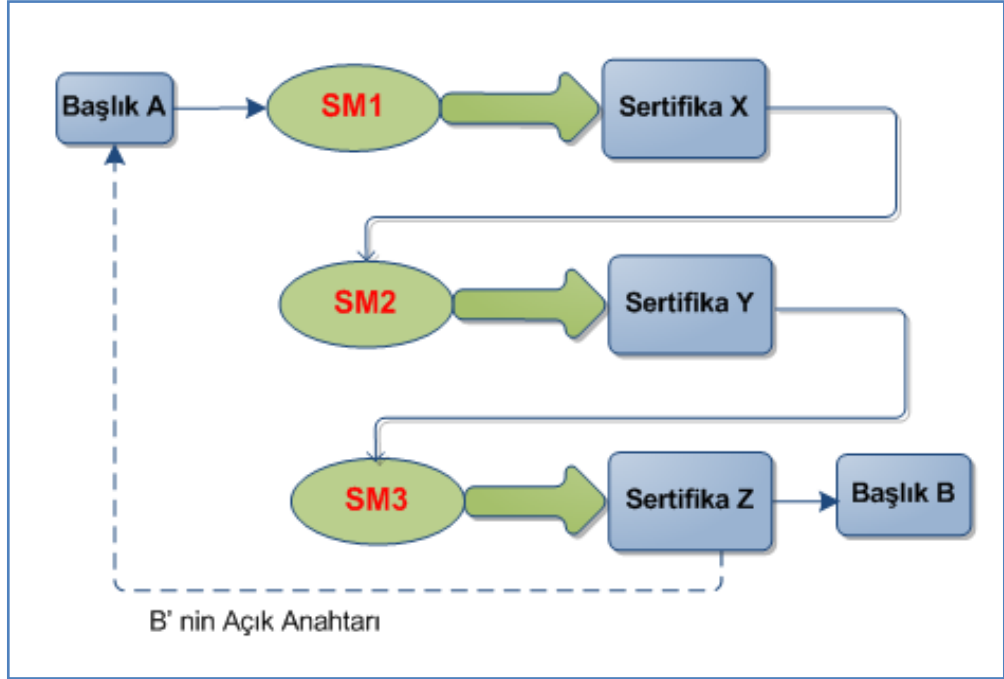 Başlık A
SM1
Sertifika X
SM2
Sertifika Y
SM3
Sertifika Z
Başlık B
B' nin Açık Anahtarı